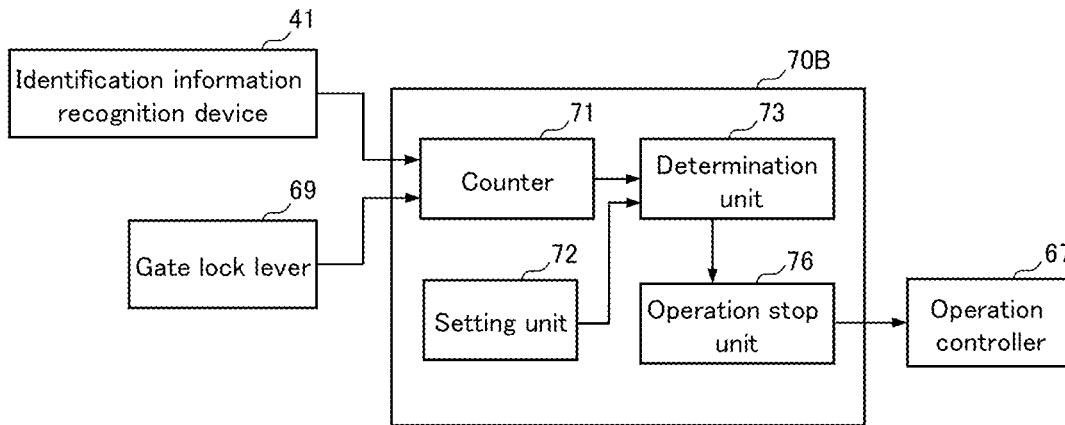 41
Identification information
recognition device
70B
71
Counter
73
Determination
unit
69
Gate lock lever
72
Setting unit
76
Operation stop
unit
67
Operation
controller